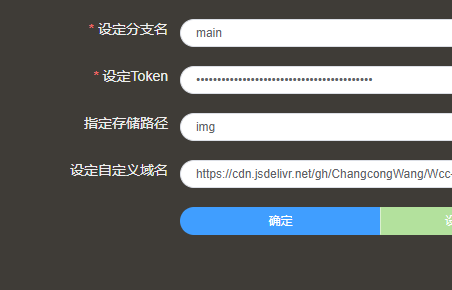 * 设定分支名 main
* 设定Token ••••••••••••••••••••••••••••••••••••••••
指定存储路径 img
设定自定义域名 https://cdn.jsdelivr.net/gh/ChangcongWang/Wcc-
确定 设